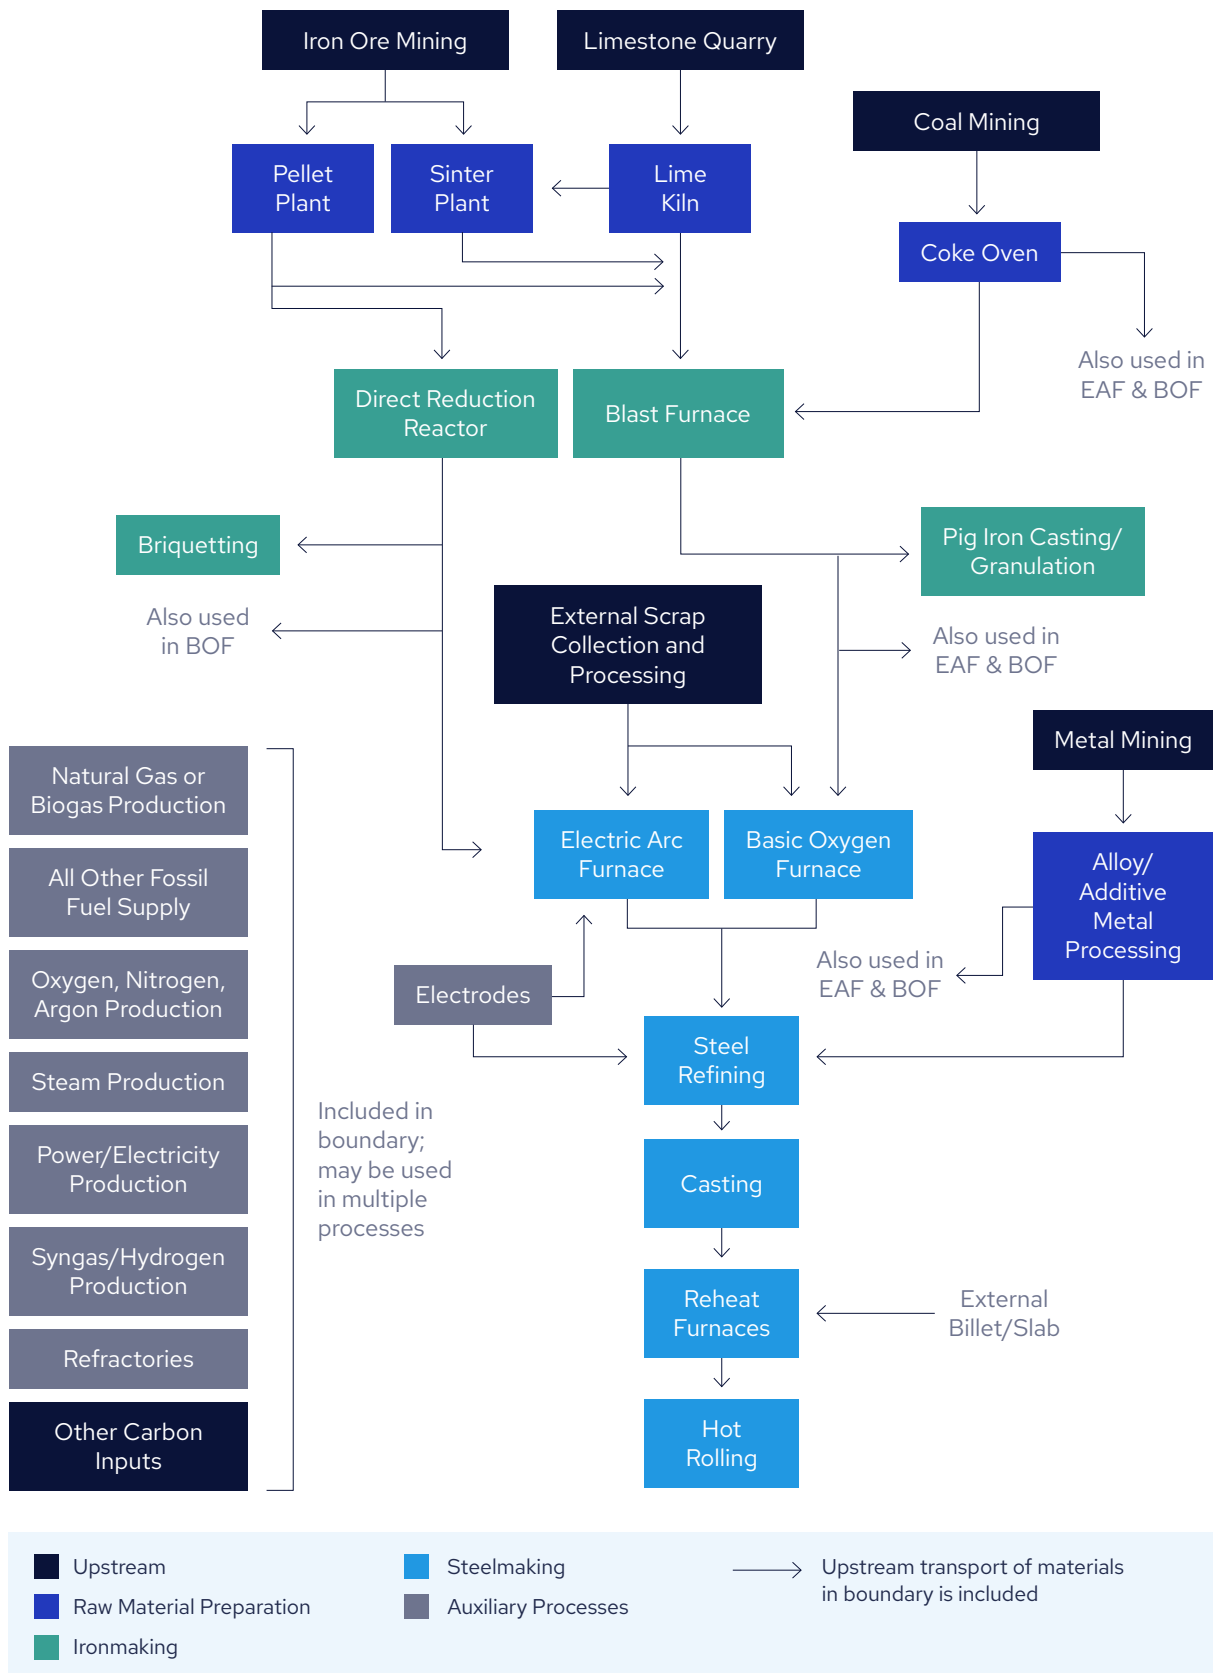 Iron Ore Mining
Limestone Quarry
Coal Mining
Pellet
Plant
Sinter
Plant
Lime
Kiln
Coke Oven
Also used in
EAF & BOF
Direct Reduction
Reactor
Blast Furnace
Briquetting
Pig Iron Casting/
Granulation
Also used
in BOF
External Scrap
Collection and
Processing
Also used in
EAF & BOF
Metal Mining
Natural Gas or
Biogas Production
All Other Fossil
Fuel Supply
Oxygen, Nitrogen,
Argon Production
Steam Production
Power/Electricity
Production
Syngas/Hydrogen
Production
Refractories
Other Carbon
Inputs
Included in
boundary;
may be used
in multiple
processes
Electric Arc
Furnace
Basic Oxygen
Furnace
Alloy/
Additive
Metal
Processing
Also used in
EAF & BOF
Electrodes
Steel
Refining
Casting
Reheat
Furnaces
External
Billet/Slab
Hot
Rolling
Upstream
Raw Material Preparation
Ironmaking
Steelmaking
Auxiliary Processes
Upstream transport of materials
in boundary is included